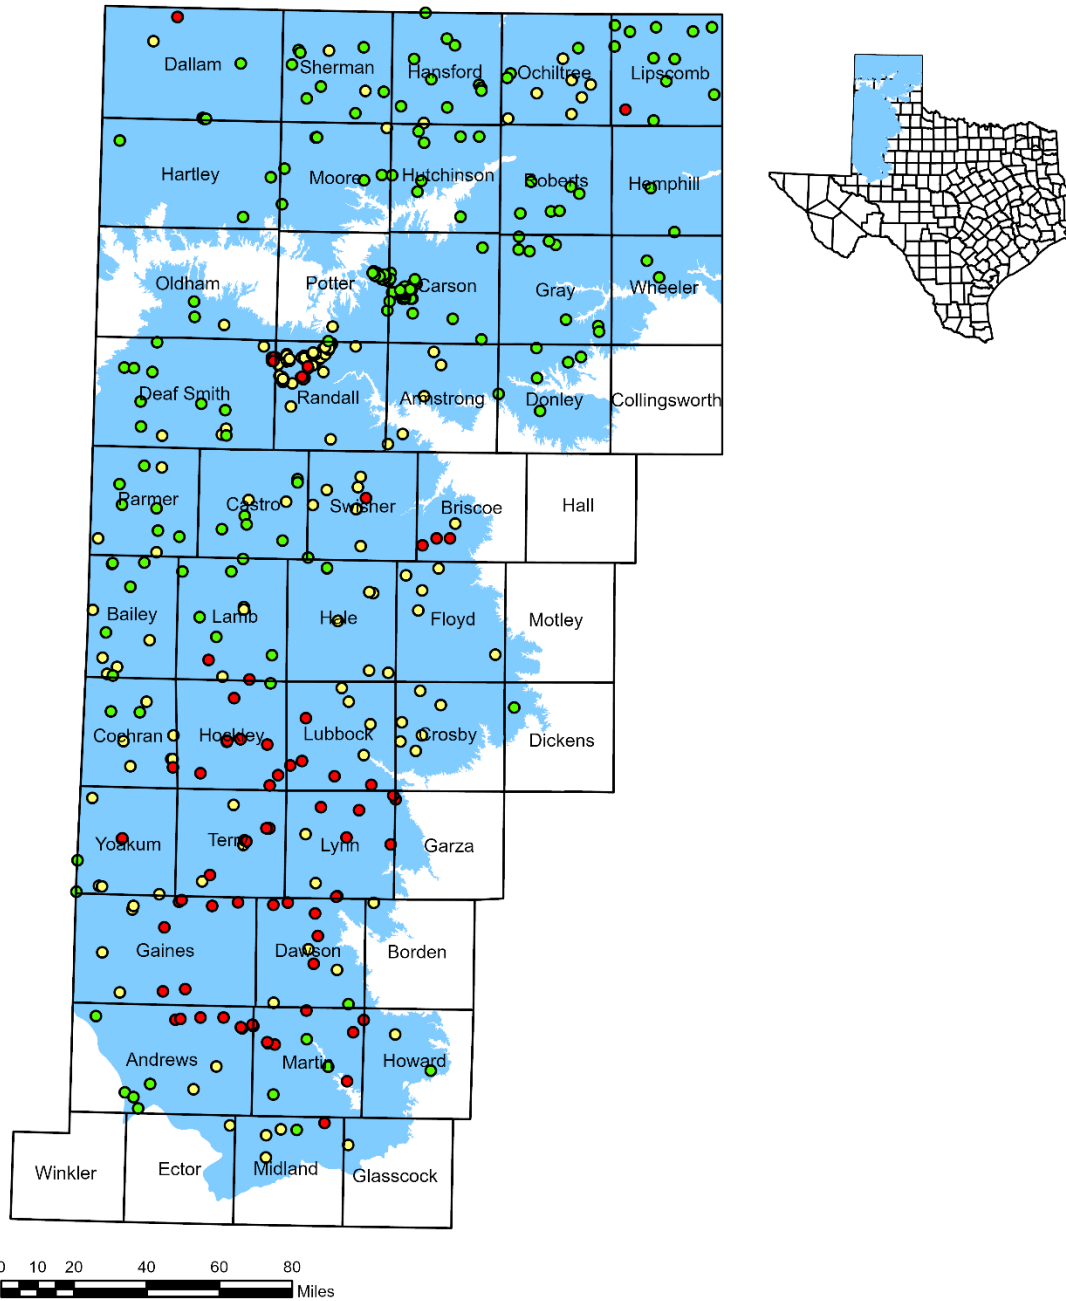 Dallam
Sherman
Hansford
Ochiltree
Lipscomb
Hartley
Moore
Hutchinson
Roberts
Hemphill
Oldham
Potter
Carson
Gray
Wheeler
Deaf Smith
Randall
Armstrong
Donley
Collingsworth
Parmer
Castro
Swisher
Briscoe
Hall
Bailey
Lamb
Hale
Floyd
Motley
Cochran
Hockley
Lubbock
Crosby
Dickens
Yoakum
Terry
Lynn
Garza
Gaines
Dawson
Borden
Andrews
Martin
Howard
Winkler
Ector
Midland
Glasscock
0 10 20 40 60 80
Miles